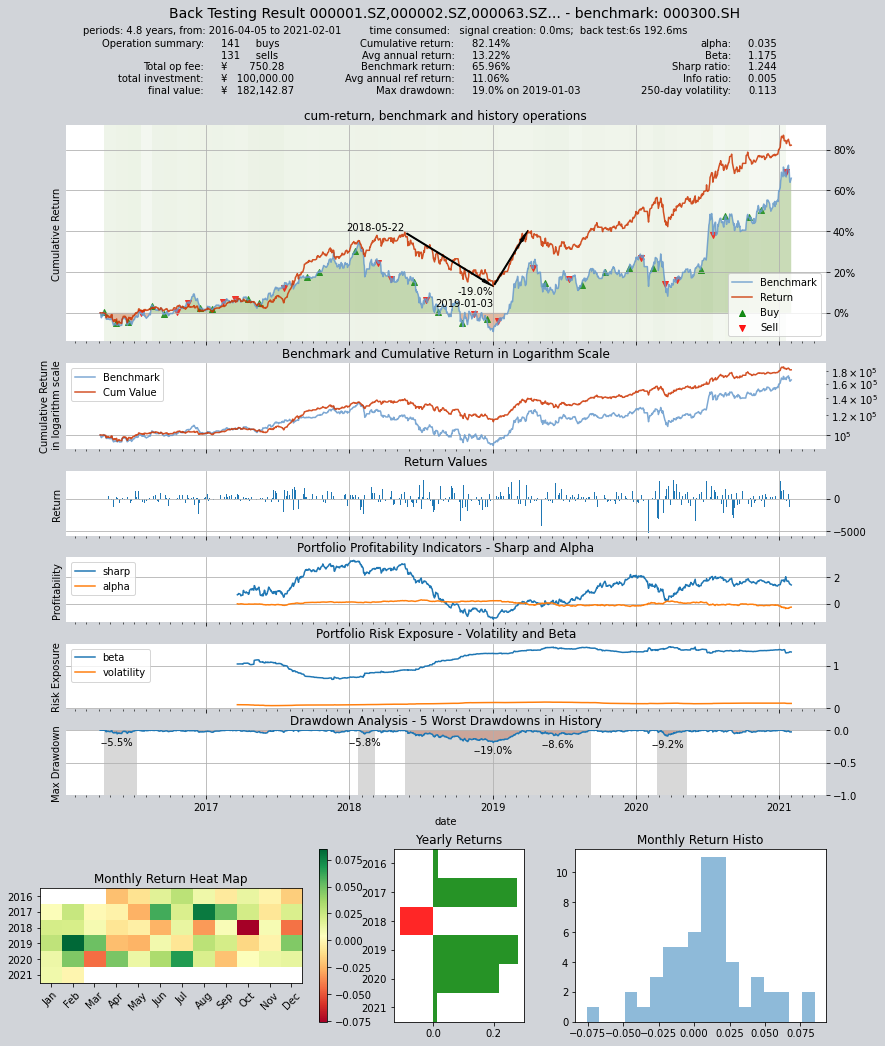 Back Testing Result 000001.SZ,000002.SZ,000063.SZ... - benchmark: 000300.SH
periods: 4.8 years, from: 2016-04-05 to 2021-02-01 time consumed: signal creation: 0.0ms; back test:6s 192.6ms
Operation summary: 141 buys Cumulative return: 82.14% alpha: 0.035
131 sells Avg annual return: 13.22% Beta: 1.175
Total op fee: ¥ 750.28 Benchmark return: 65.96% Sharp ratio: 1.244
total investment: ¥ 100,000.00 Avg annual ref return: 11.06% Info ratio: 0.005
final value: ¥ 182,142.87 Max drawdown: 19.0% on 2019-01-03 250-day volatility: 0.113
cum-return, benchmark and history operations
Cumulative Return
80%
60%
40%
20%
0%
2018-05-22
-19.0%
2019-01-03
Benchmark
Return
Buy
Sell
Benchmark and Cumulative Return in Logarithm Scale
Cumulative Return
in logarithm scale
Benchmark
Cum Value
1.8 × 10⁵
1.6 × 10⁵
1.4 × 10⁵
1.2 × 10⁵
10⁵
Return Values
Return
0
−5000
Portfolio Profitability Indicators - Sharp and Alpha
Profitability
sharp
alpha
2
0
Portfolio Risk Exposure - Volatility and Beta
Risk Exposure
beta
volatility
1
0
Drawdown Analysis - 5 Worst Drawdowns in History
Max Drawdown
−5.5%
−5.8%
−19.0%
−8.6%
−9.2%
0.0
−0.5
−1.0
2017 2018 2019 2020 2021
date
Monthly Return Heat Map
2016
2017
2018
2019
2020
2021
Jan Feb Mar Apr May Jun Jul Aug Sep Oct Nov Dec
0.075
0.050
0.025
0.000
−0.025
−0.050
−0.075
Yearly Returns
2016
2017
2018
2019
2020
2021
0.0 0.2
Monthly Return Histo
10
8
6
4
2
0
−0.075 −0.050 −0.025 0.000 0.025 0.050 0.075